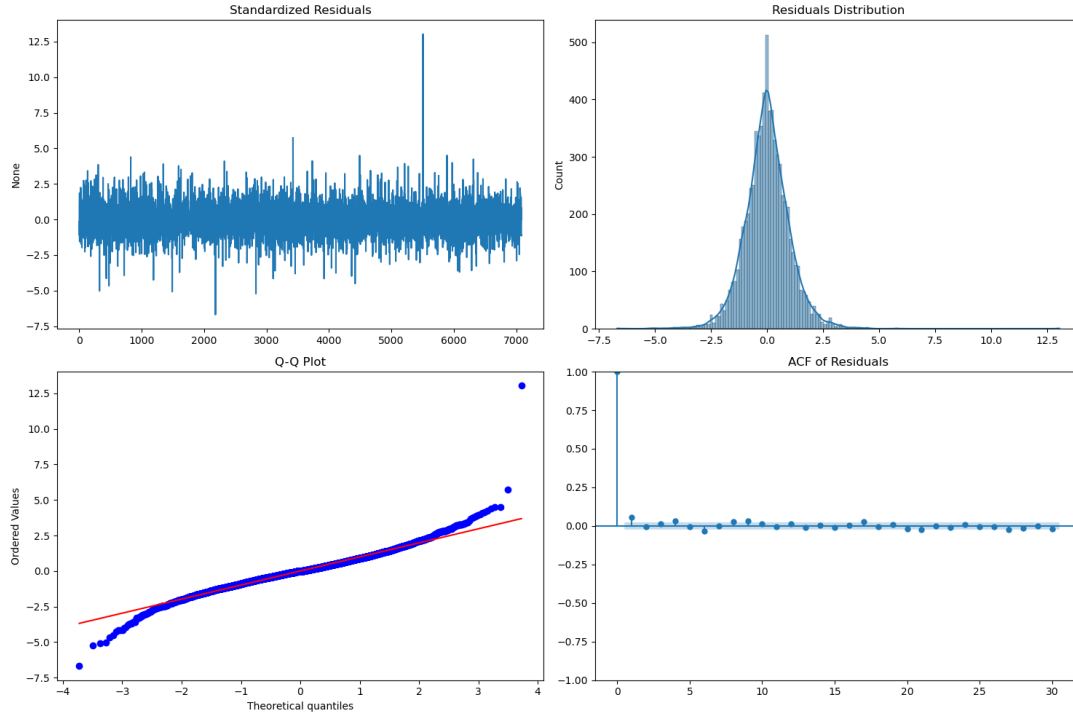 Standardized Residuals
None
12.5
10.0
7.5
5.0
2.5
0.0
-2.5
-5.0
-7.5
0 1000 2000 3000 4000 5000 6000 7000
Residuals Distribution
Count
500
400
300
200
100
0
-7.5 -5.0 -2.5 0.0 2.5 5.0 7.5 10.0 12.5
Q-Q Plot
Ordered Values
12.5
10.0
7.5
5.0
2.5
0.0
-2.5
-5.0
-7.5
-4 -3 -2 -1 0 1 2 3 4
Theoretical quantiles
ACF of Residuals
1.00
0.75
0.50
0.25
0.00
-0.25
-0.50
-0.75
-1.00
0 5 10 15 20 25 30